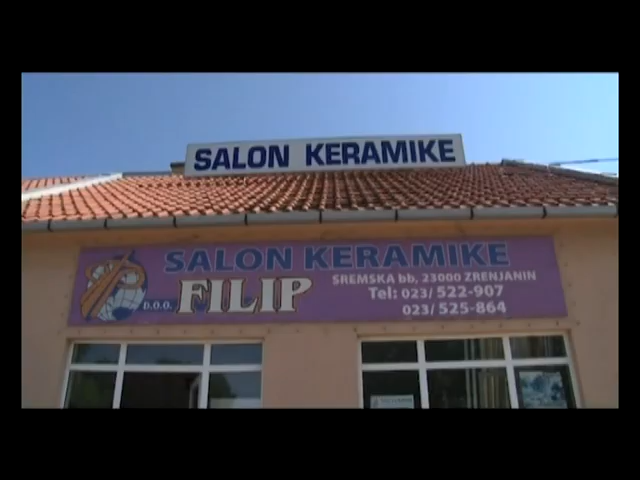 SALON KERAMIKE
SALON KERAMIKE
D.O.O. FILIP
SREMSKA bb, 23000 ZRENJANIN
Tel: 023/ 522-907
023/ 525-864